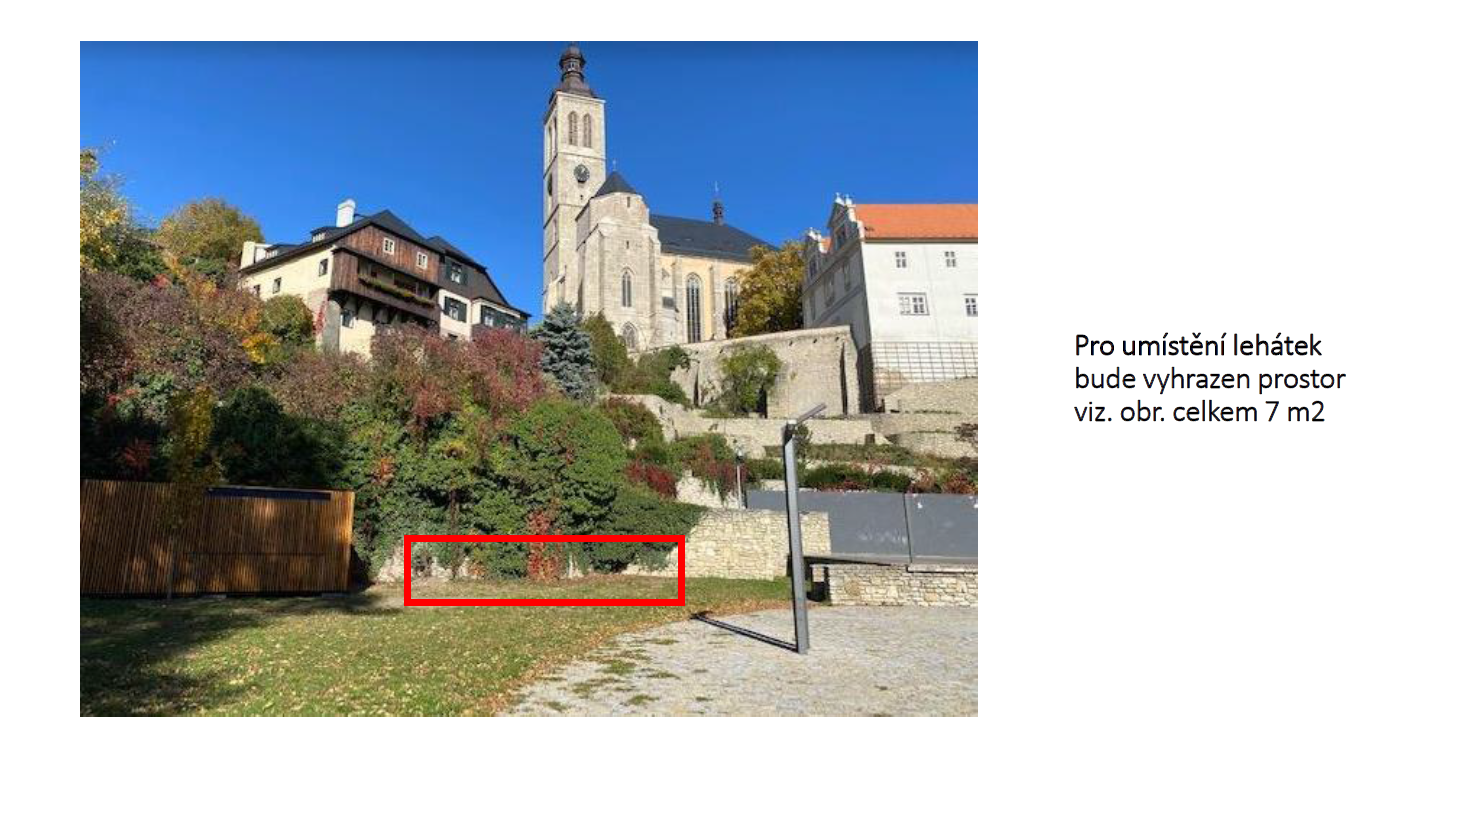 Pro umístění lehátek
bude vyhrazen prostor
viz. obr. celkem 7 m2